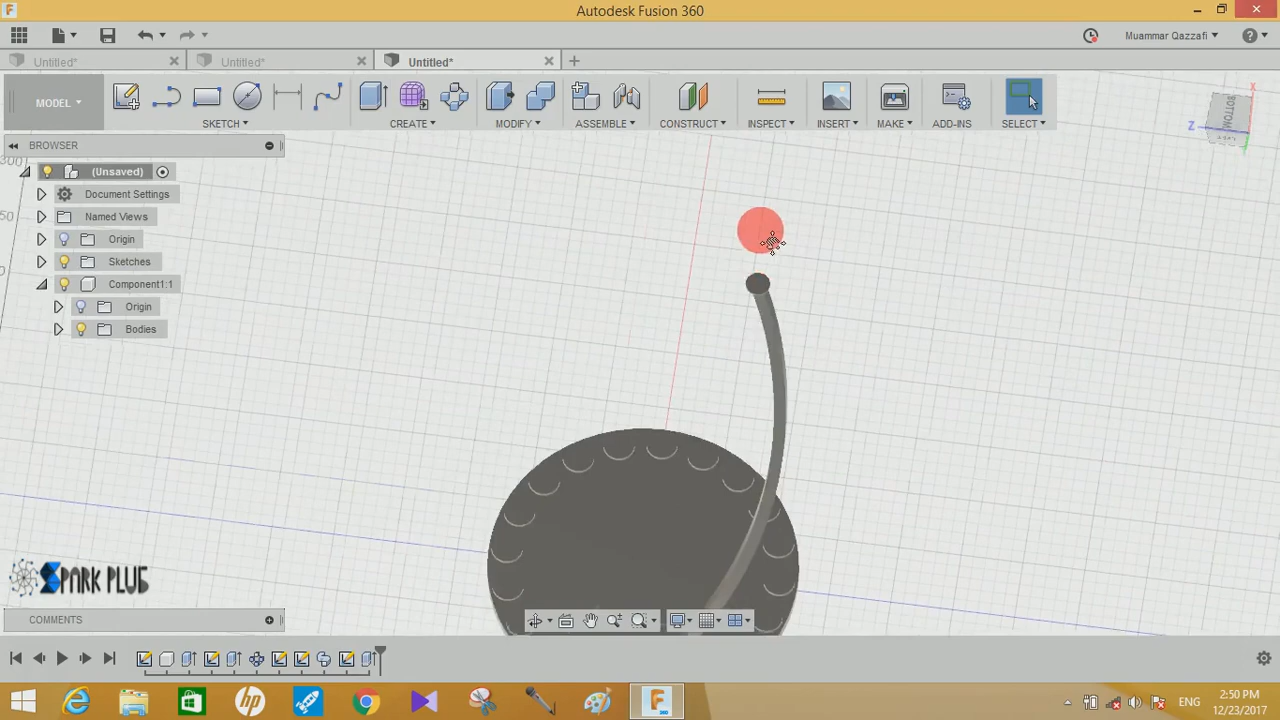 Autodesk Fusion 360
Muammar Qazzafi
Untitled*
Untitled*
Untitled*
MODEL
SKETCH
CREATE
MODIFY
ASSEMBLE
CONSTRUCT
INSPECT
INSERT
MAKE
ADD-INS
SELECT
X
BOTTOM
Z
BROWSER
(Unsaved)
Document Settings
Named Views
Origin
Sketches
Component1:1
Origin
Bodies
SPARK PLUG
COMMENTS
ENG
2:50 PM
12/23/2017